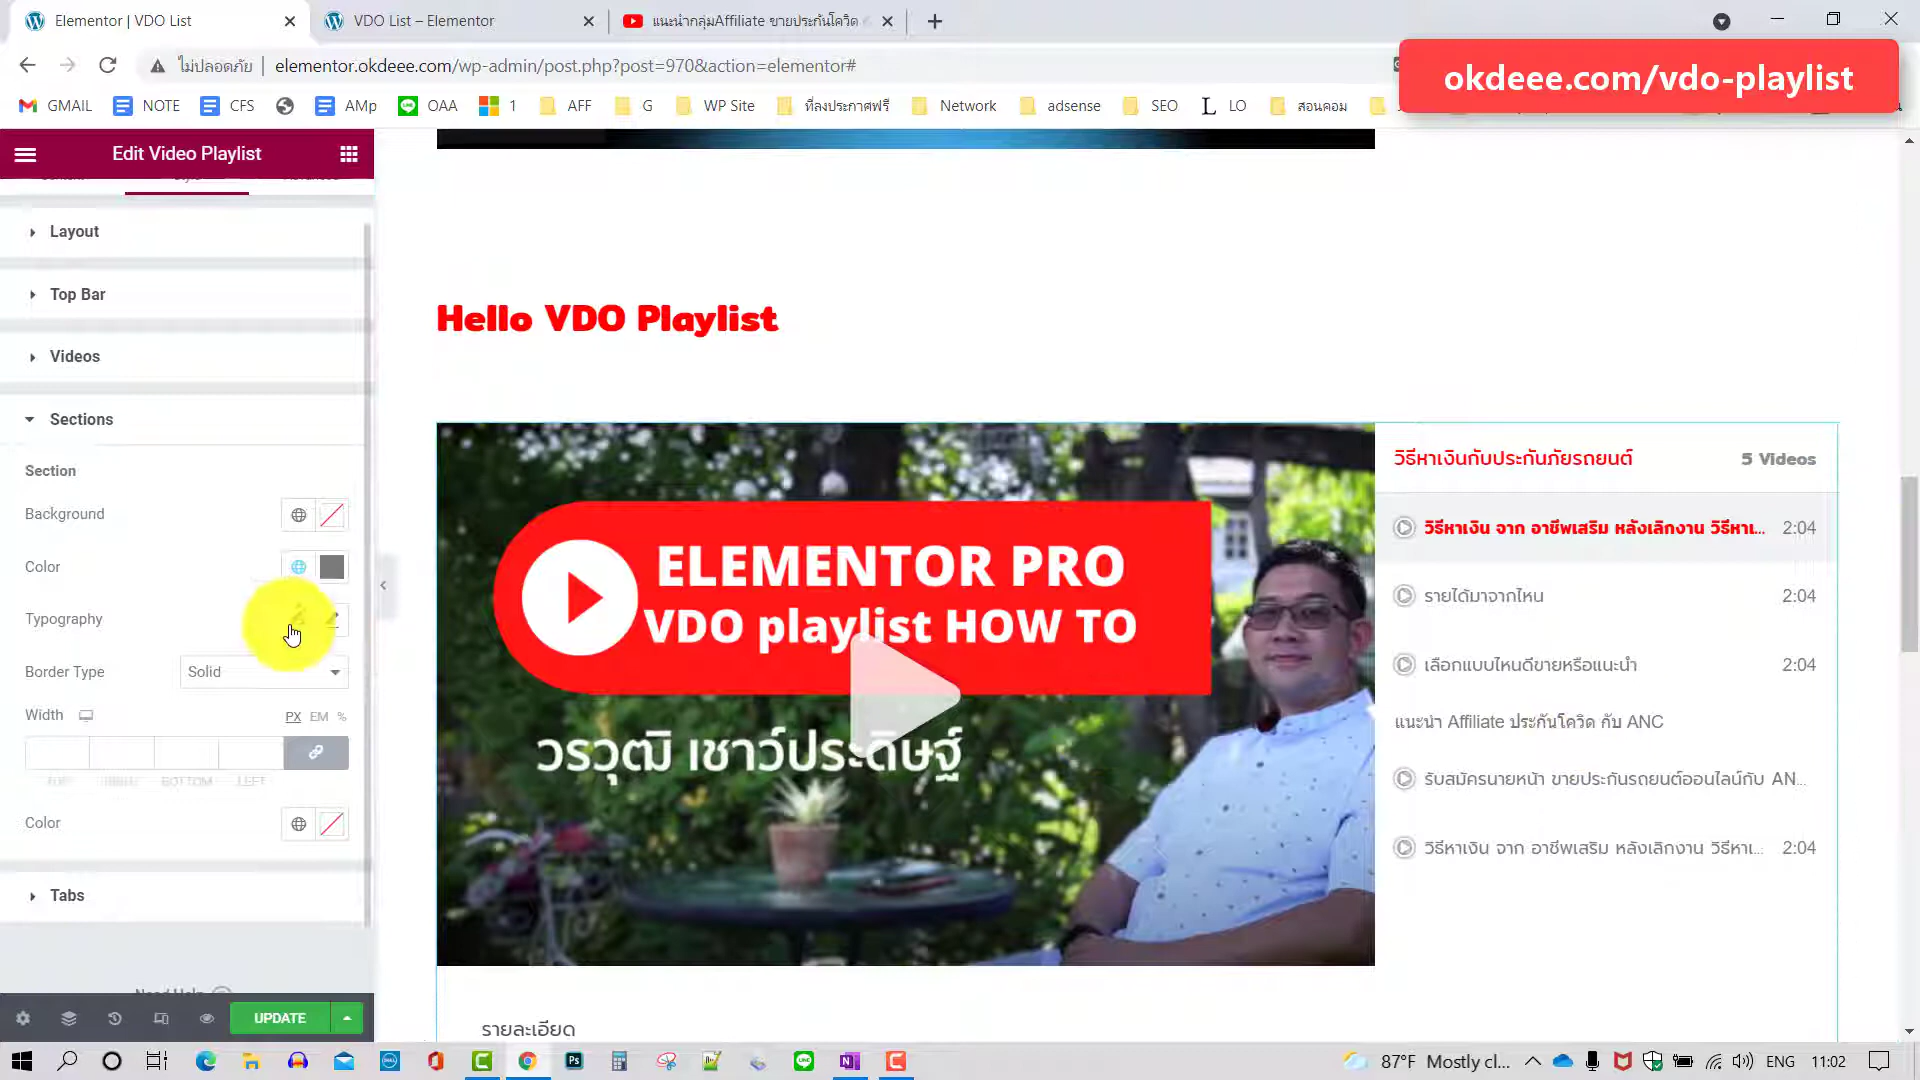 Elementor | VDO List
VDO List – Elementor
แนะนำกลุ่มAffiliate ขายประกันโควิด
ไม่ปลอดภัย
elementor.okdeee.com/wp-admin/post.php?post=970&action=elementor#
okdeee.com/vdo-playlist
GMAIL
NOTE
CFS
AMp
OAA
1
AFF
G
WP Site
ที่ลงประกาศฟรี
Network
adsense
SEO
LO
สอนคอม
Edit Video Playlist
Layout
Top Bar
Videos
Sections
Section
Background
Color
Typography
Border Type
Solid
Width
PX EM %
BOTTOM LEFT
Color
Tabs
Need Help
UPDATE
Hello VDO Playlist
ELEMENTOR PRO
VDO playlist HOW TO
วรวุฒิ เชาว์ประดิษฐ์
วิธีหาเงินกับประกันภัยรถยนต์
5 Videos
วิธีหาเงิน จาก อาชีพเสริม หลังเลิกงาน วิธีหาเ... 2:04
รายได้มาจากไหน 2:04
เลือกแบบไหนดีขายหรือแนะนำ 2:04
แนะนำ Affiliate ประกันโควิด กับ ANC
รับสมัครนายหน้า ขายประกันรถยนต์ออนไลน์กับ AN...
วิธีหาเงิน จาก อาชีพเสริม หลังเลิกงาน วิธีหาเ... 2:04
รายละเอียด
87°F Mostly cl...
ENG
11:02